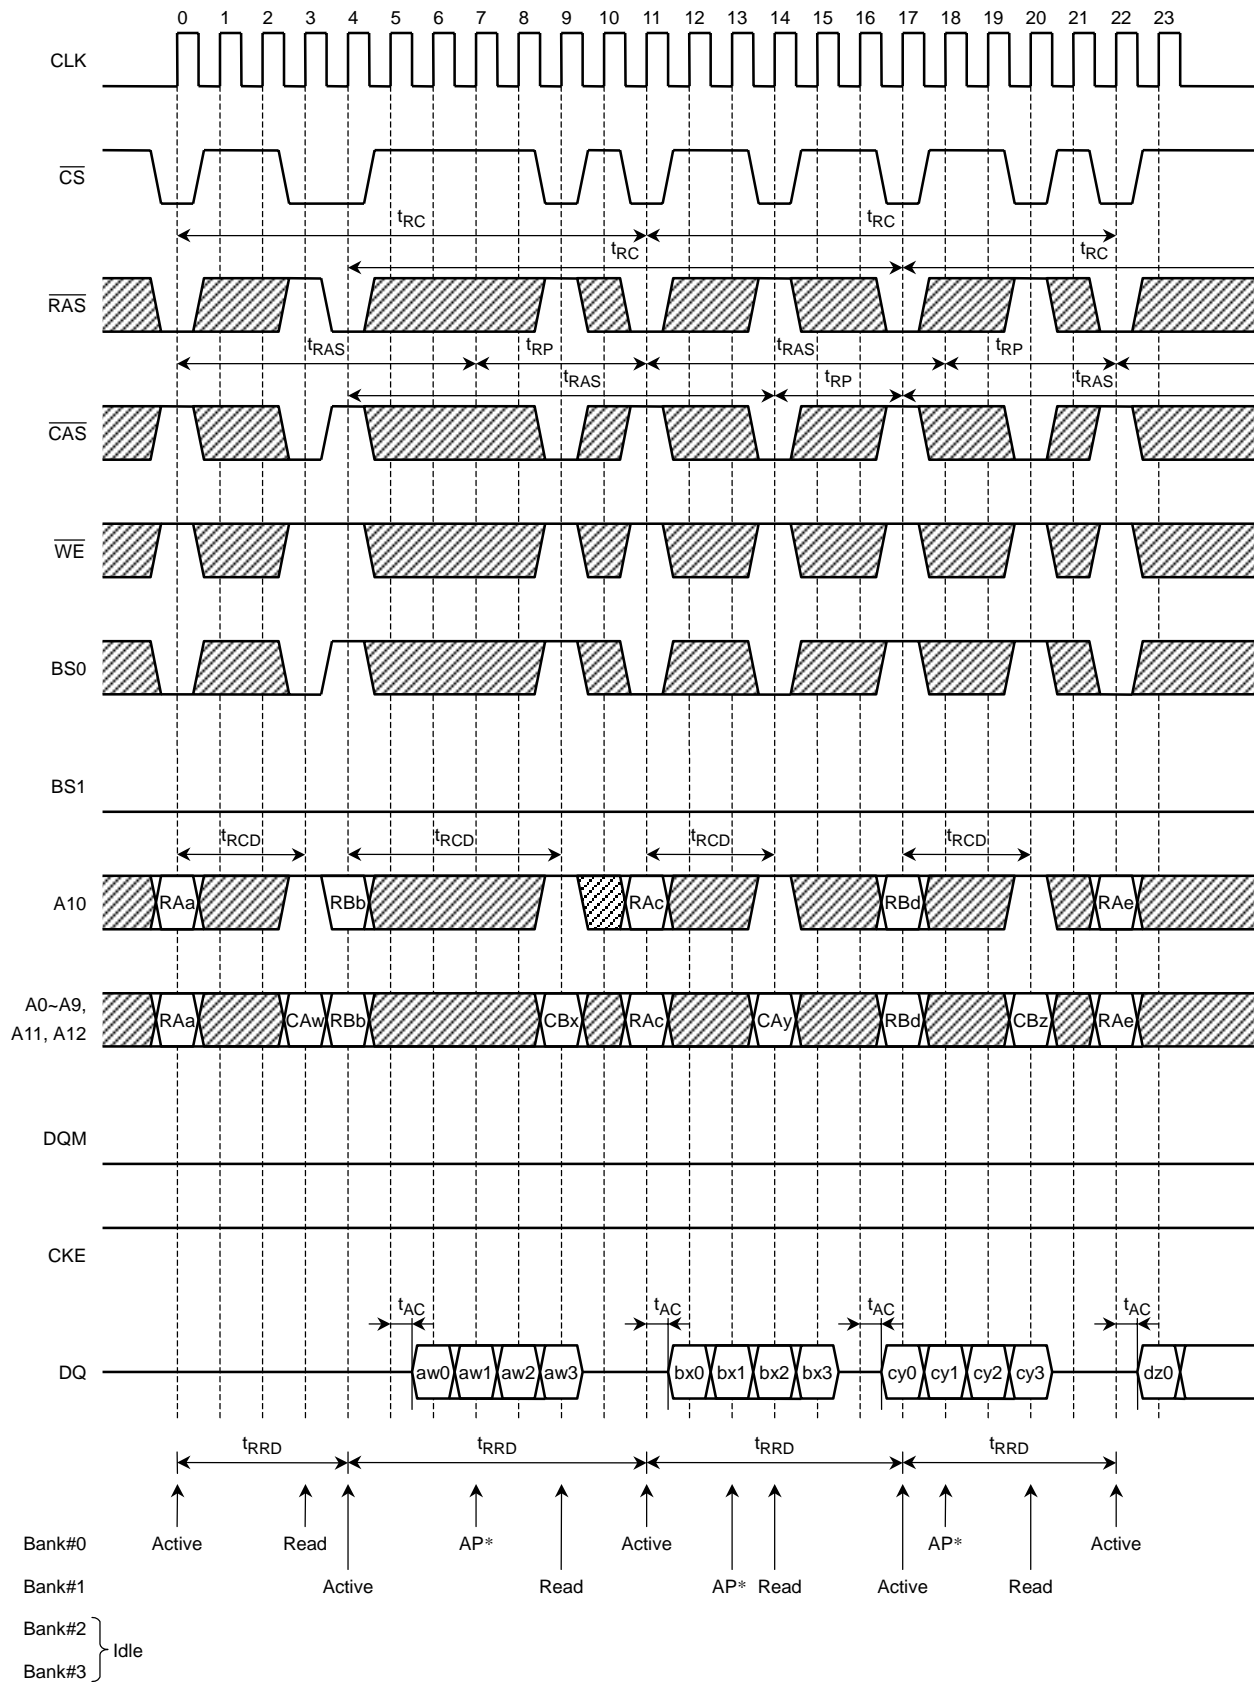 0 1 2 3 4 5 6 7 8 9 10 11 12 13 14 15 16 17 18 19 20 21 22 23
CLK
CS
tRC tRC
tRC tRC
RAS
tRAS tRP tRAS tRP
tRAS tRP tRAS
CAS
WE
BS0
BS1
tRCD tRCD tRCD tRCD
A10 RAa RBb RAc RBd RAe
A0~A9,
A11, A12
RAa CAw RBb CBx RAc CAy RBd CBz RAe
DQM
CKE
tAC tAC tAC tAC
DQ aw0 aw1 aw2 aw3 bx0 bx1 bx2 bx3 cy0 cy1 cy2 cy3 dz0
tRRD tRRD tRRD tRRD
Bank#0 Active Read AP* Active AP* Active
Bank#1 Active Read AP* Read Active Read
Bank#2
Idle
Bank#3